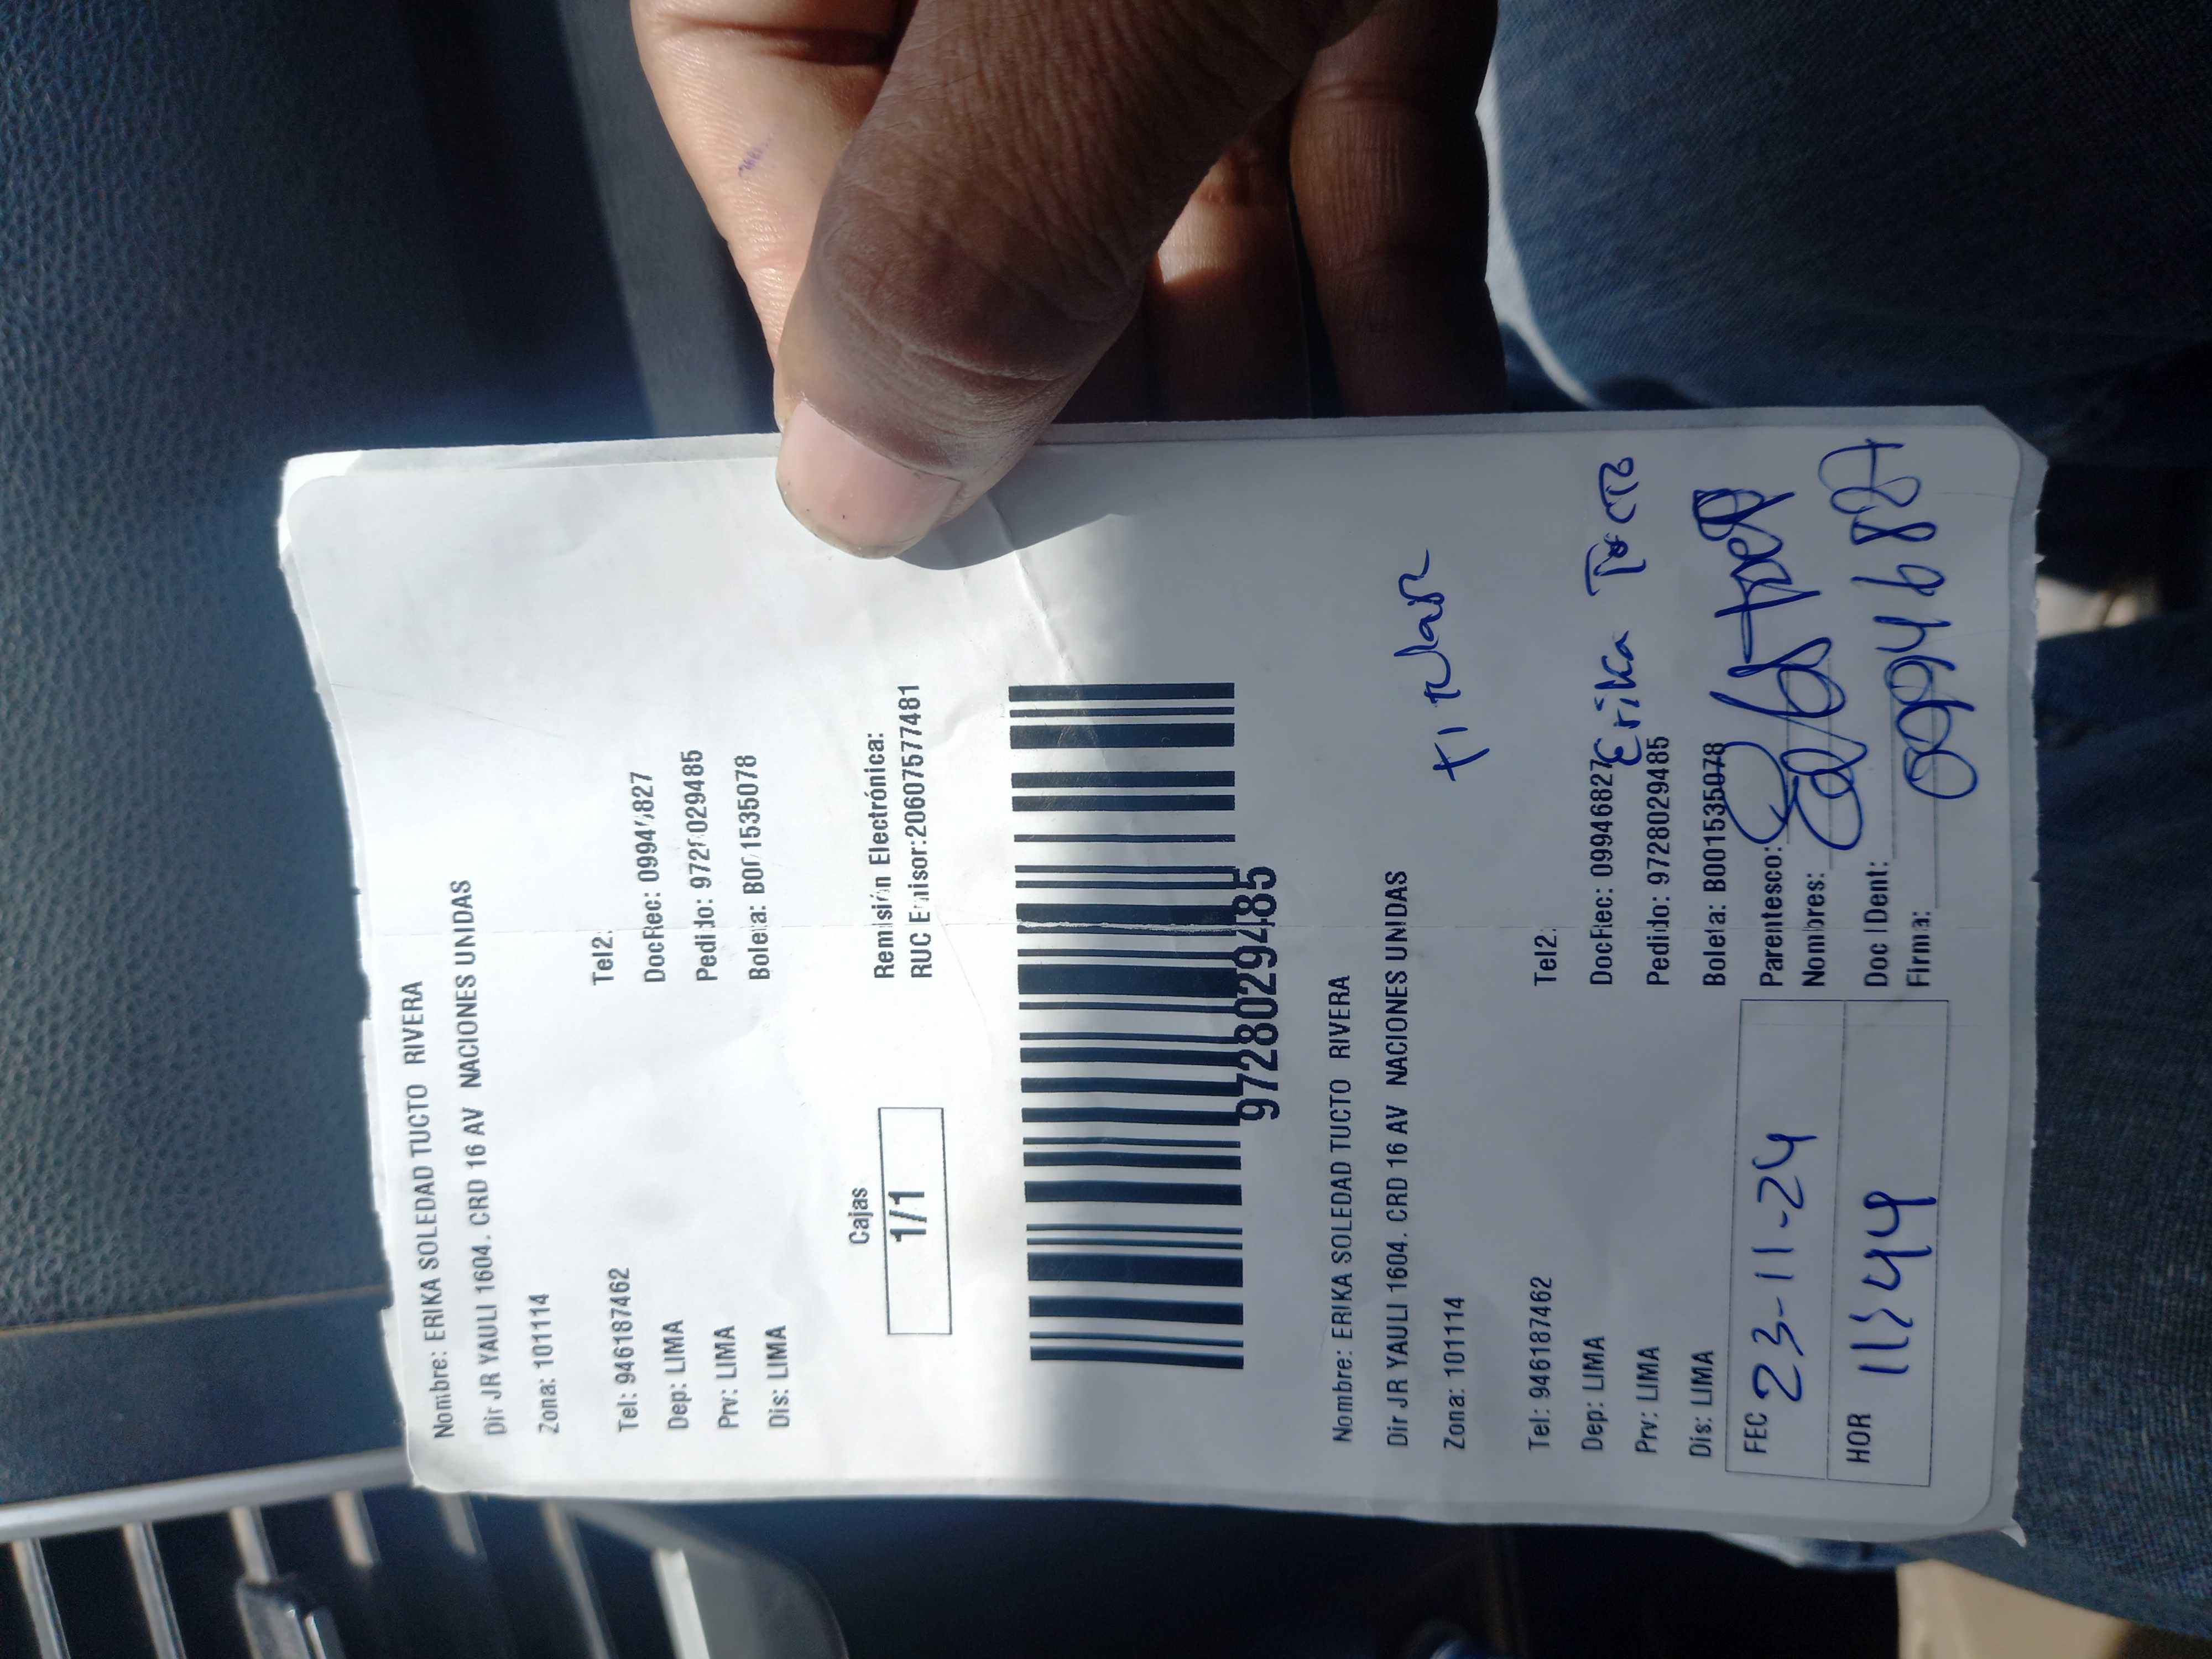 Nombre: ERIKA SOLEDAD TUCTO RIVERA
Dir JR YAULI 1604. CRD 16 AV NACIONES UNIDAS
Zona: 101114
Tel: 946187462 Tel2:
Dep: LIMA DocRec: 09946827
Prv: LIMA Pedido: 9728029485
Dis: LIMA Boleta: B001535078
Cajas Remisión Electrónica:
1/1 RUC Emisor:20607577481
9728029485
Nombre: ERIKA SOLEDAD TUCTO RIVERA
Dir JR YAULI 1604. CRD 16 AV NACIONES UNIDAS
Zona: 101114 titular
Tel: 946187462 Tel2:
Dep: LIMA DocRec: 09946827
Erika Tucto
Prv: LIMA Pedido: 9728029485
Dis: LIMA Boleta: B001535078
FEC 23-11-24 Parentesco:
Nombres:
HOR 11:44 Doc IDent:
Firma: